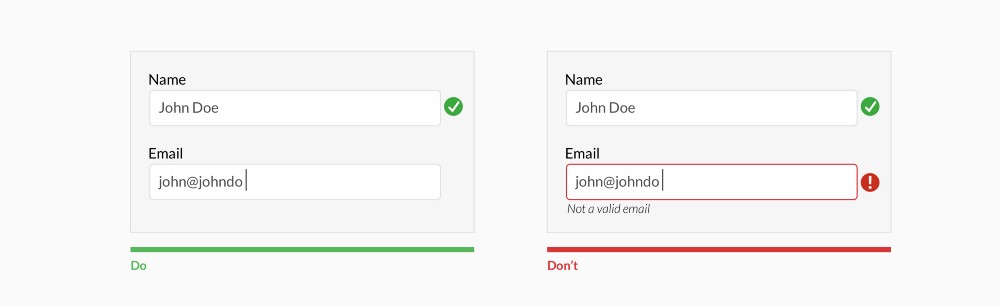 Name
John Doe
Email
john@johndo
Do
Name
John Doe
Email
john@johndo
Not a valid email
Don't